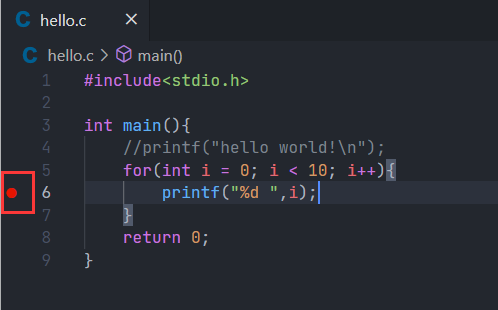 C hello.c ×
C hello.c > main()
1 #include<stdio.h>
2
3 int main(){
4 //printf("hello world!\n");
5 for(int i = 0; i < 10; i++){
6 printf("%d ",i);
7 }
8 return 0;
9 }